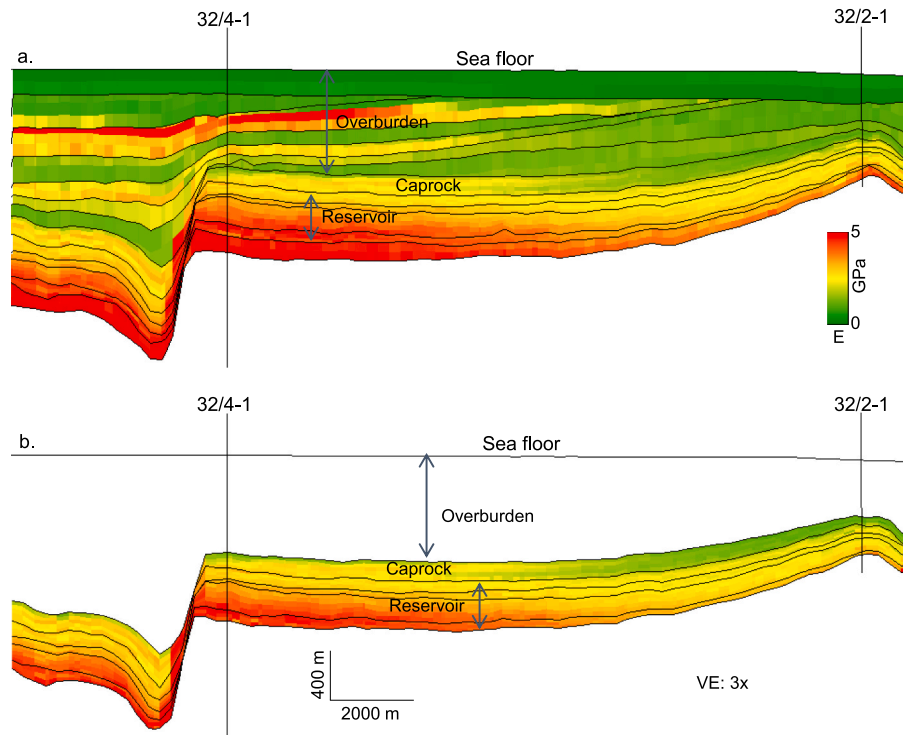 32/4-1
32/2-1
a.
Sea floor
Overburden
Caprock
Reservoir
5
GPa
0
E
32/4-1
32/2-1
b.
Sea floor
Overburden
Caprock
Reservoir
400 m
2000 m
VE: 3x